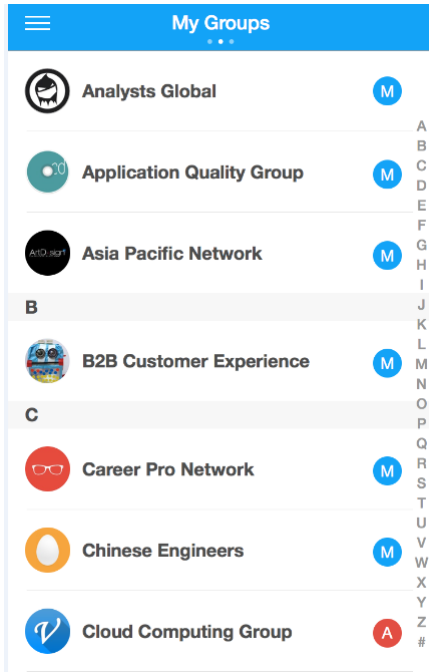 My Groups
Analysts Global
M
Application Quality Group
M
Asia Pacific Network
M
B
B2B Customer Experience
M
C
Career Pro Network
M
Chinese Engineers
M
Cloud Computing Group
A
A
B
C
D
E
F
G
H
I
J
K
L
M
N
O
P
Q
R
S
T
U
V
W
X
Y
Z
#